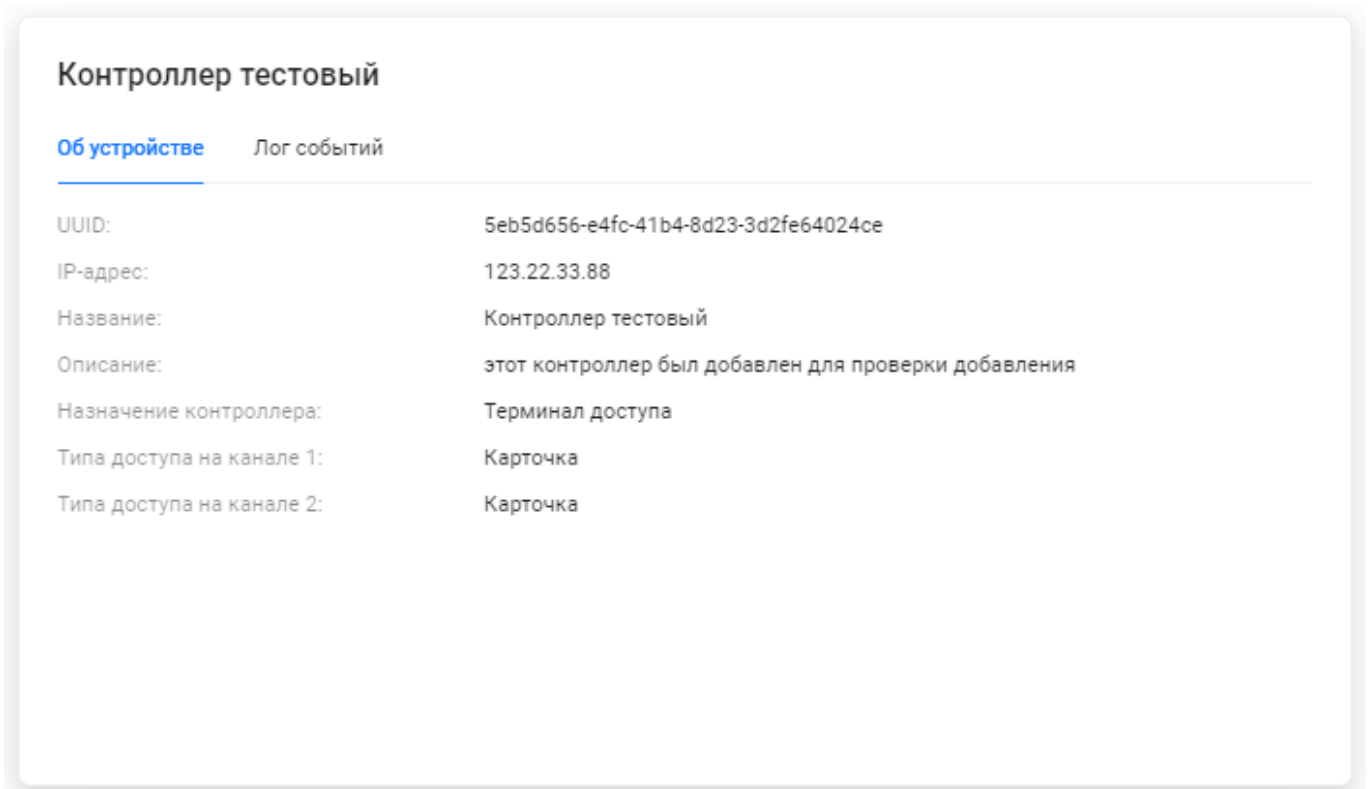 Контроллер тестовый
Об устройстве Лог событий
UUID: 5eb5d656-e4fc-41b4-8d23-3d2fe64024ce
IP-адрес: 123.22.33.88
Название: Контроллер тестовый
Описание: этот контроллер был добавлен для проверки добавления
Назначение контроллера: Терминал доступа
Типа доступа на канале 1: Карточка
Типа доступа на канале 2: Карточка